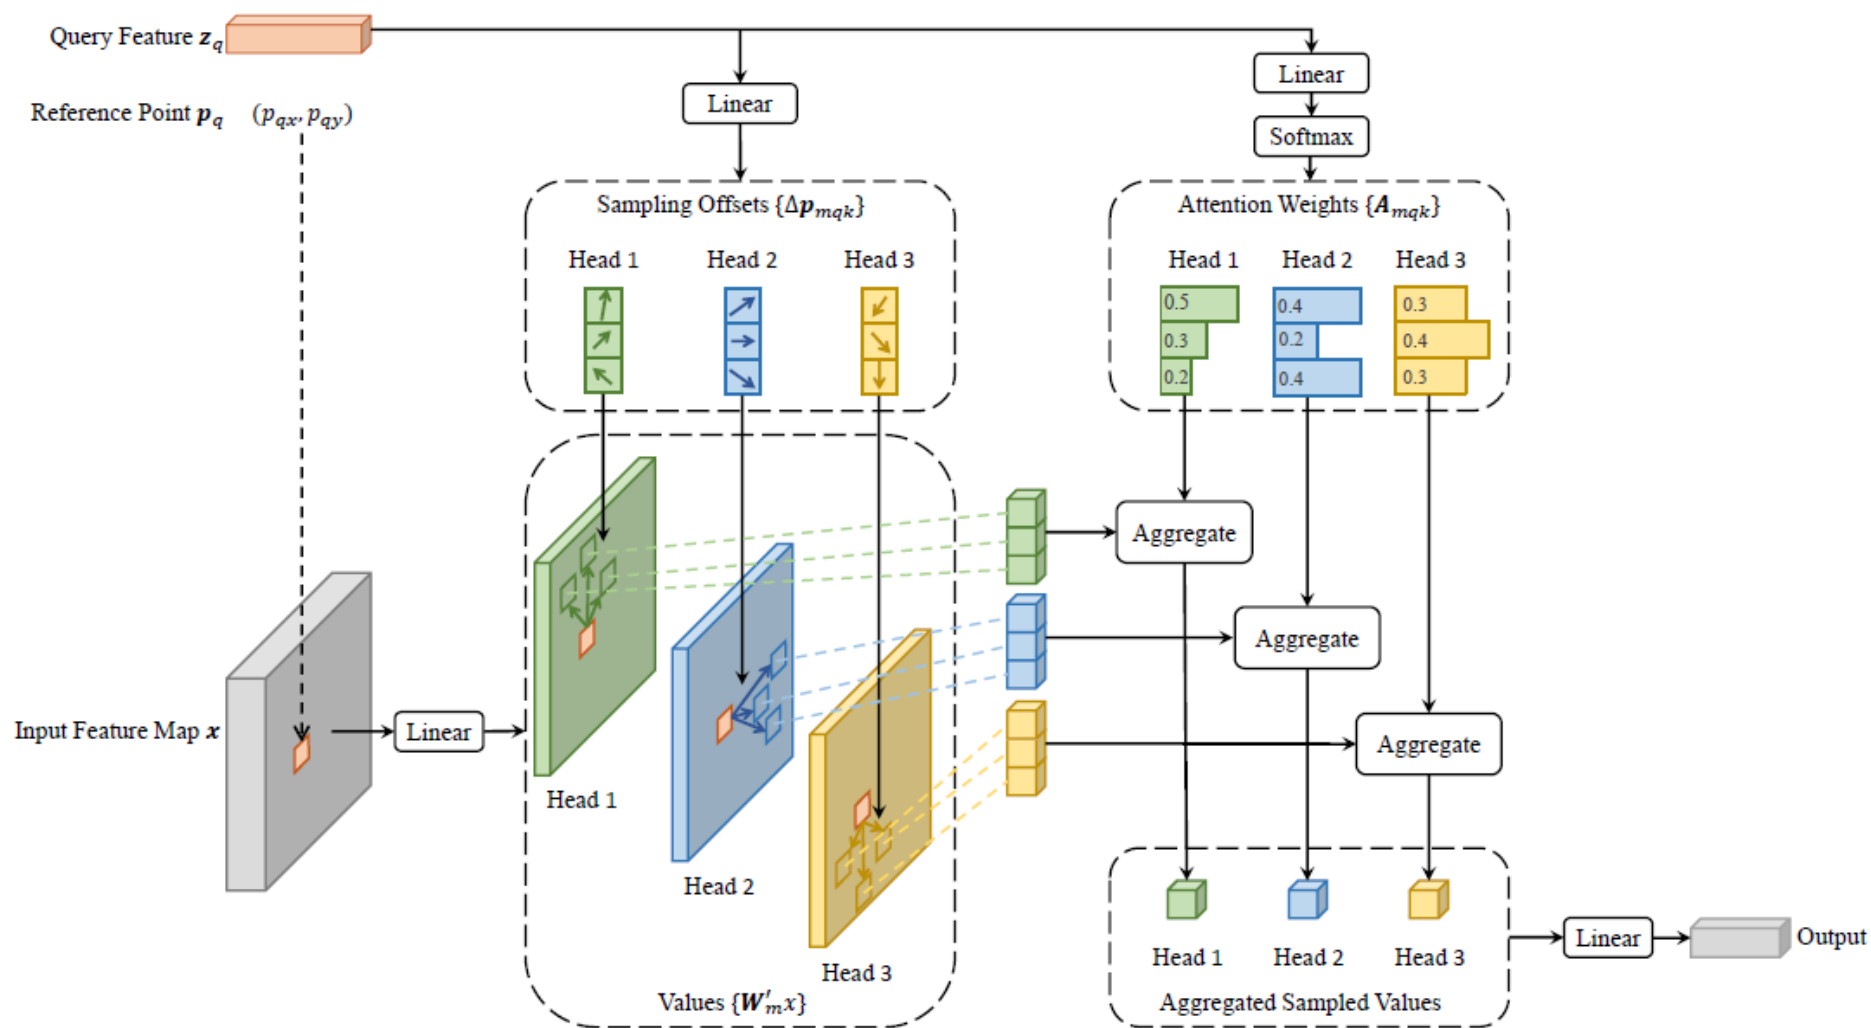 Query Feature z_q
Linear
Linear
Reference Point p_q (p_qx, p_qy)
Softmax
Sampling Offsets {Δp_mqk}
Attention Weights {A_mqk}
Head 1 Head 2 Head 3
Head 1 Head 2 Head 3
0.5 0.4 0.3
0.3 0.2 0.4
0.2 0.4 0.3
Aggregate
Aggregate
Aggregate
Input Feature Map x
Linear
Head 1
Head 2
Head 3
Values {W′_m x}
Head 1 Head 2 Head 3
Aggregated Sampled Values
Linear
Output